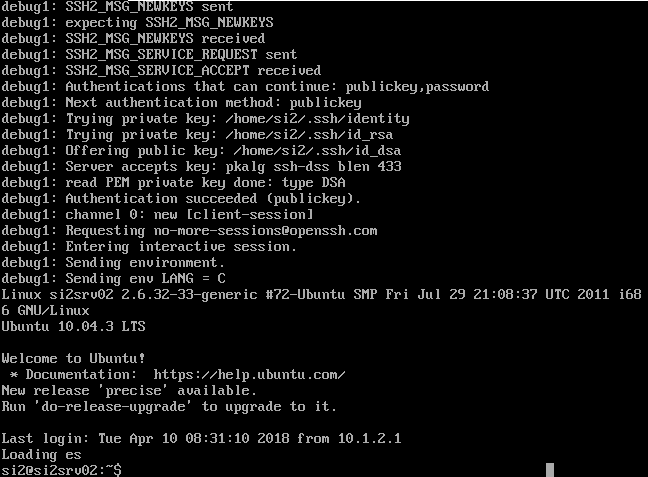 debug1: SSH2_MSG_NEWKEYS sent
debug1: expecting SSH2_MSG_NEWKEYS
debug1: SSH2_MSG_NEWKEYS received
debug1: SSH2_MSG_SERVICE_REQUEST sent
debug1: SSH2_MSG_SERVICE_ACCEPT received
debug1: Authentications that can continue: publickey,password
debug1: Next authentication method: publickey
debug1: Trying private key: /home/si2/.ssh/identity
debug1: Trying private key: /home/si2/.ssh/id_rsa
debug1: Offering public key: /home/si2/.ssh/id_dsa
debug1: Server accepts key: pkalg ssh-dss blen 433
debug1: read PEM private key done: type DSA
debug1: Authentication succeeded (publickey).
debug1: channel 0: new [client-session]
debug1: Requesting no-more-sessions@openssh.com
debug1: Entering interactive session.
debug1: Sending environment.
debug1: Sending env LANG = C
Linux si2srv02 2.6.32-33-generic #72-Ubuntu SMP Fri Jul 29 21:08:37 UTC 2011 i68
6 GNU/Linux
Ubuntu 10.04.3 LTS
Welcome to Ubuntu!
* Documentation:  https://help.ubuntu.com/
New release 'precise' available.
Run 'do-release-upgrade' to upgrade to it.
Last login: Tue Apr 10 08:31:10 2018 from 10.1.2.1
Loading es
si2@si2srv02:~$